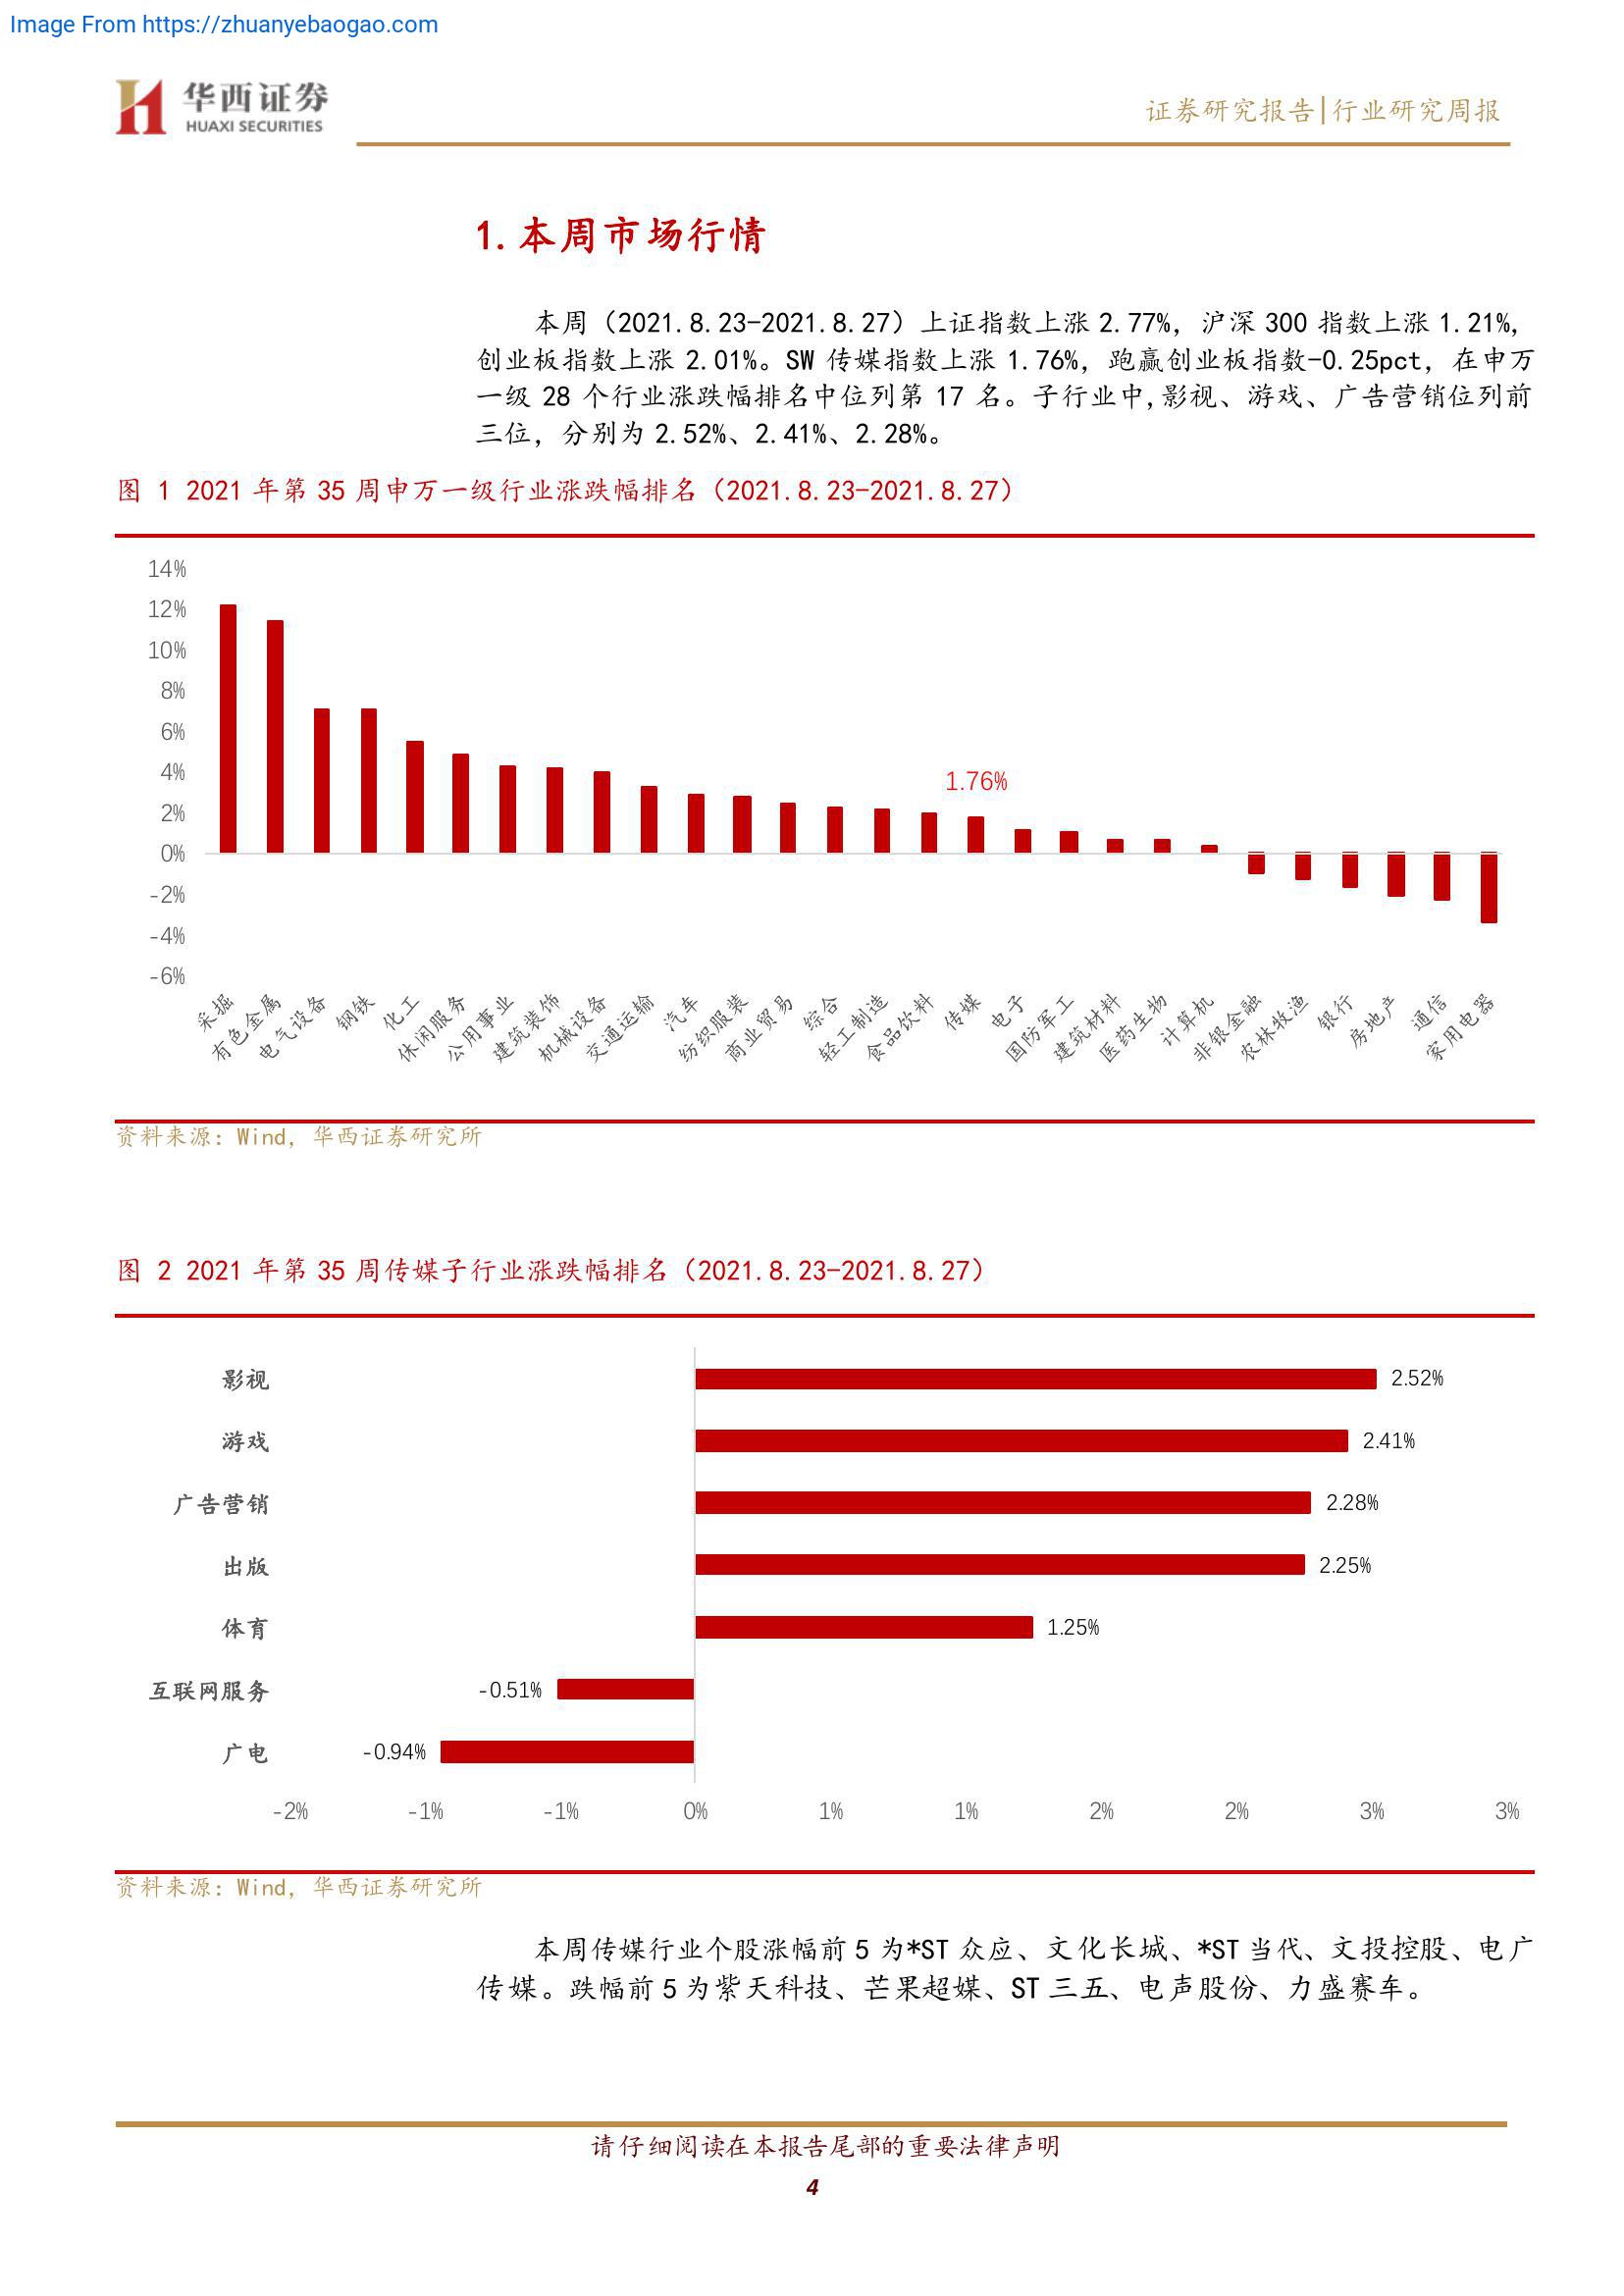 Image From https://zhuanyebaogao.com
华西证券
HUAXI SECURITIES
证券研究报告|行业研究周报
1.本周市场行情
本周（2021.8.23-2021.8.27）上证指数上涨 2.77%，沪深 300 指数上涨 1.21%，
创业板指数上涨 2.01%。SW 传媒指数上涨 1.76%，跑赢创业板指数-0.25pct，在申万
一级 28 个行业涨跌幅排名中位列第 17 名。子行业中,影视、游戏、广告营销位列前
三位，分别为 2.52%、2.41%、2.28%。
图 1 2021 年第 35 周申万一级行业涨跌幅排名（2021.8.23-2021.8.27）
14%
12%
10%
8%
6%
4%
2%
0%
-2%
-4%
-6%
1.76%
采掘
有色金属
电气设备
钢铁
化工
休闲服务
公用事业
建筑装饰
机械设备
交通运输
汽车
纺织服装
商业贸易
综合
轻工制造
食品饮料
传媒
电子
国防军工
建筑材料
医药生物
计算机
非银金融
农林牧渔
银行
房地产
通信
家用电器
资料来源：Wind，华西证券研究所
图 2 2021 年第 35 周传媒子行业涨跌幅排名（2021.8.23-2021.8.27）
影视 2.52%
游戏 2.41%
广告营销 2.28%
出版 2.25%
体育 1.25%
互联网服务 -0.51%
广电 -0.94%
-2% -1% -1% 0% 1% 1% 2% 2% 3% 3%
资料来源：Wind，华西证券研究所
本周传媒行业个股涨幅前 5 为*ST 众应、文化长城、*ST 当代、文投控股、电广
传媒。跌幅前 5 为紫天科技、芒果超媒、ST 三五、电声股份、力盛赛车。
请仔细阅读在本报告尾部的重要法律声明
4